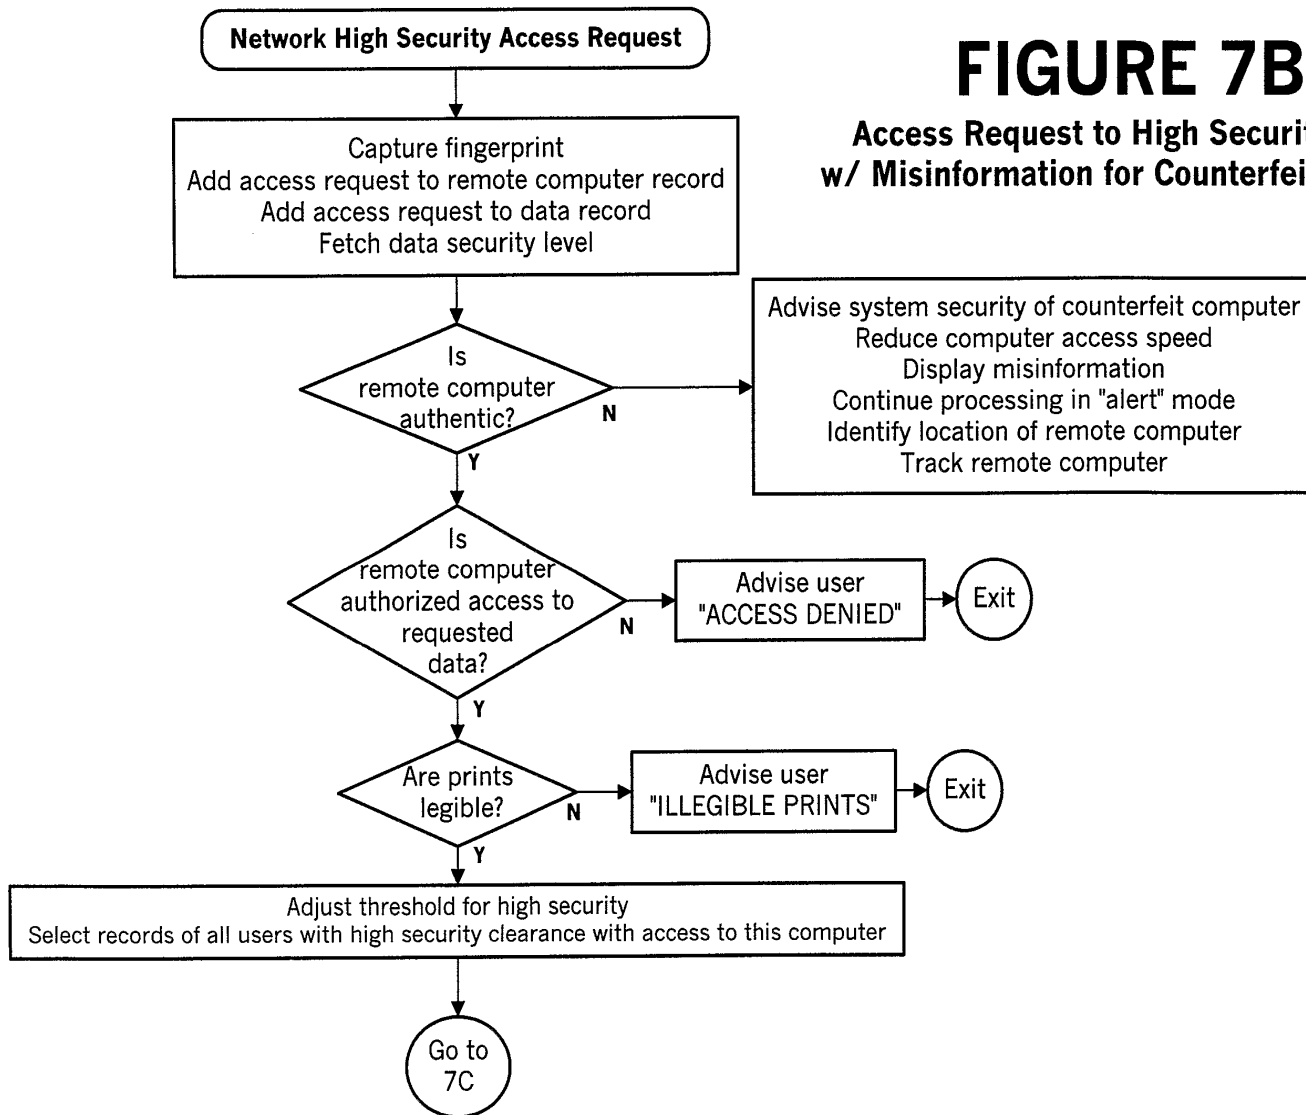 Network High Security Access Request
FIGURE 7B
Access Request to High Securit
w/ Misinformation for Counterfei
Capture fingerprint
Add access request to remote computer record
Add access request to data record
Fetch data security level
Advise system security of counterfeit computer
Reduce computer access speed
Display misinformation
Continue processing in "alert" mode
Identify location of remote computer
Track remote computer
Is
remote computer
authentic?
N
Y
Is
remote computer
authorized access to
requested
data?
N
Advise user
"ACCESS DENIED"
Exit
Y
Are prints
legible?
N
Advise user
"ILLEGIBLE PRINTS"
Exit
Y
Adjust threshold for high security
Select records of all users with high security clearance with access to this computer
Go to
7C